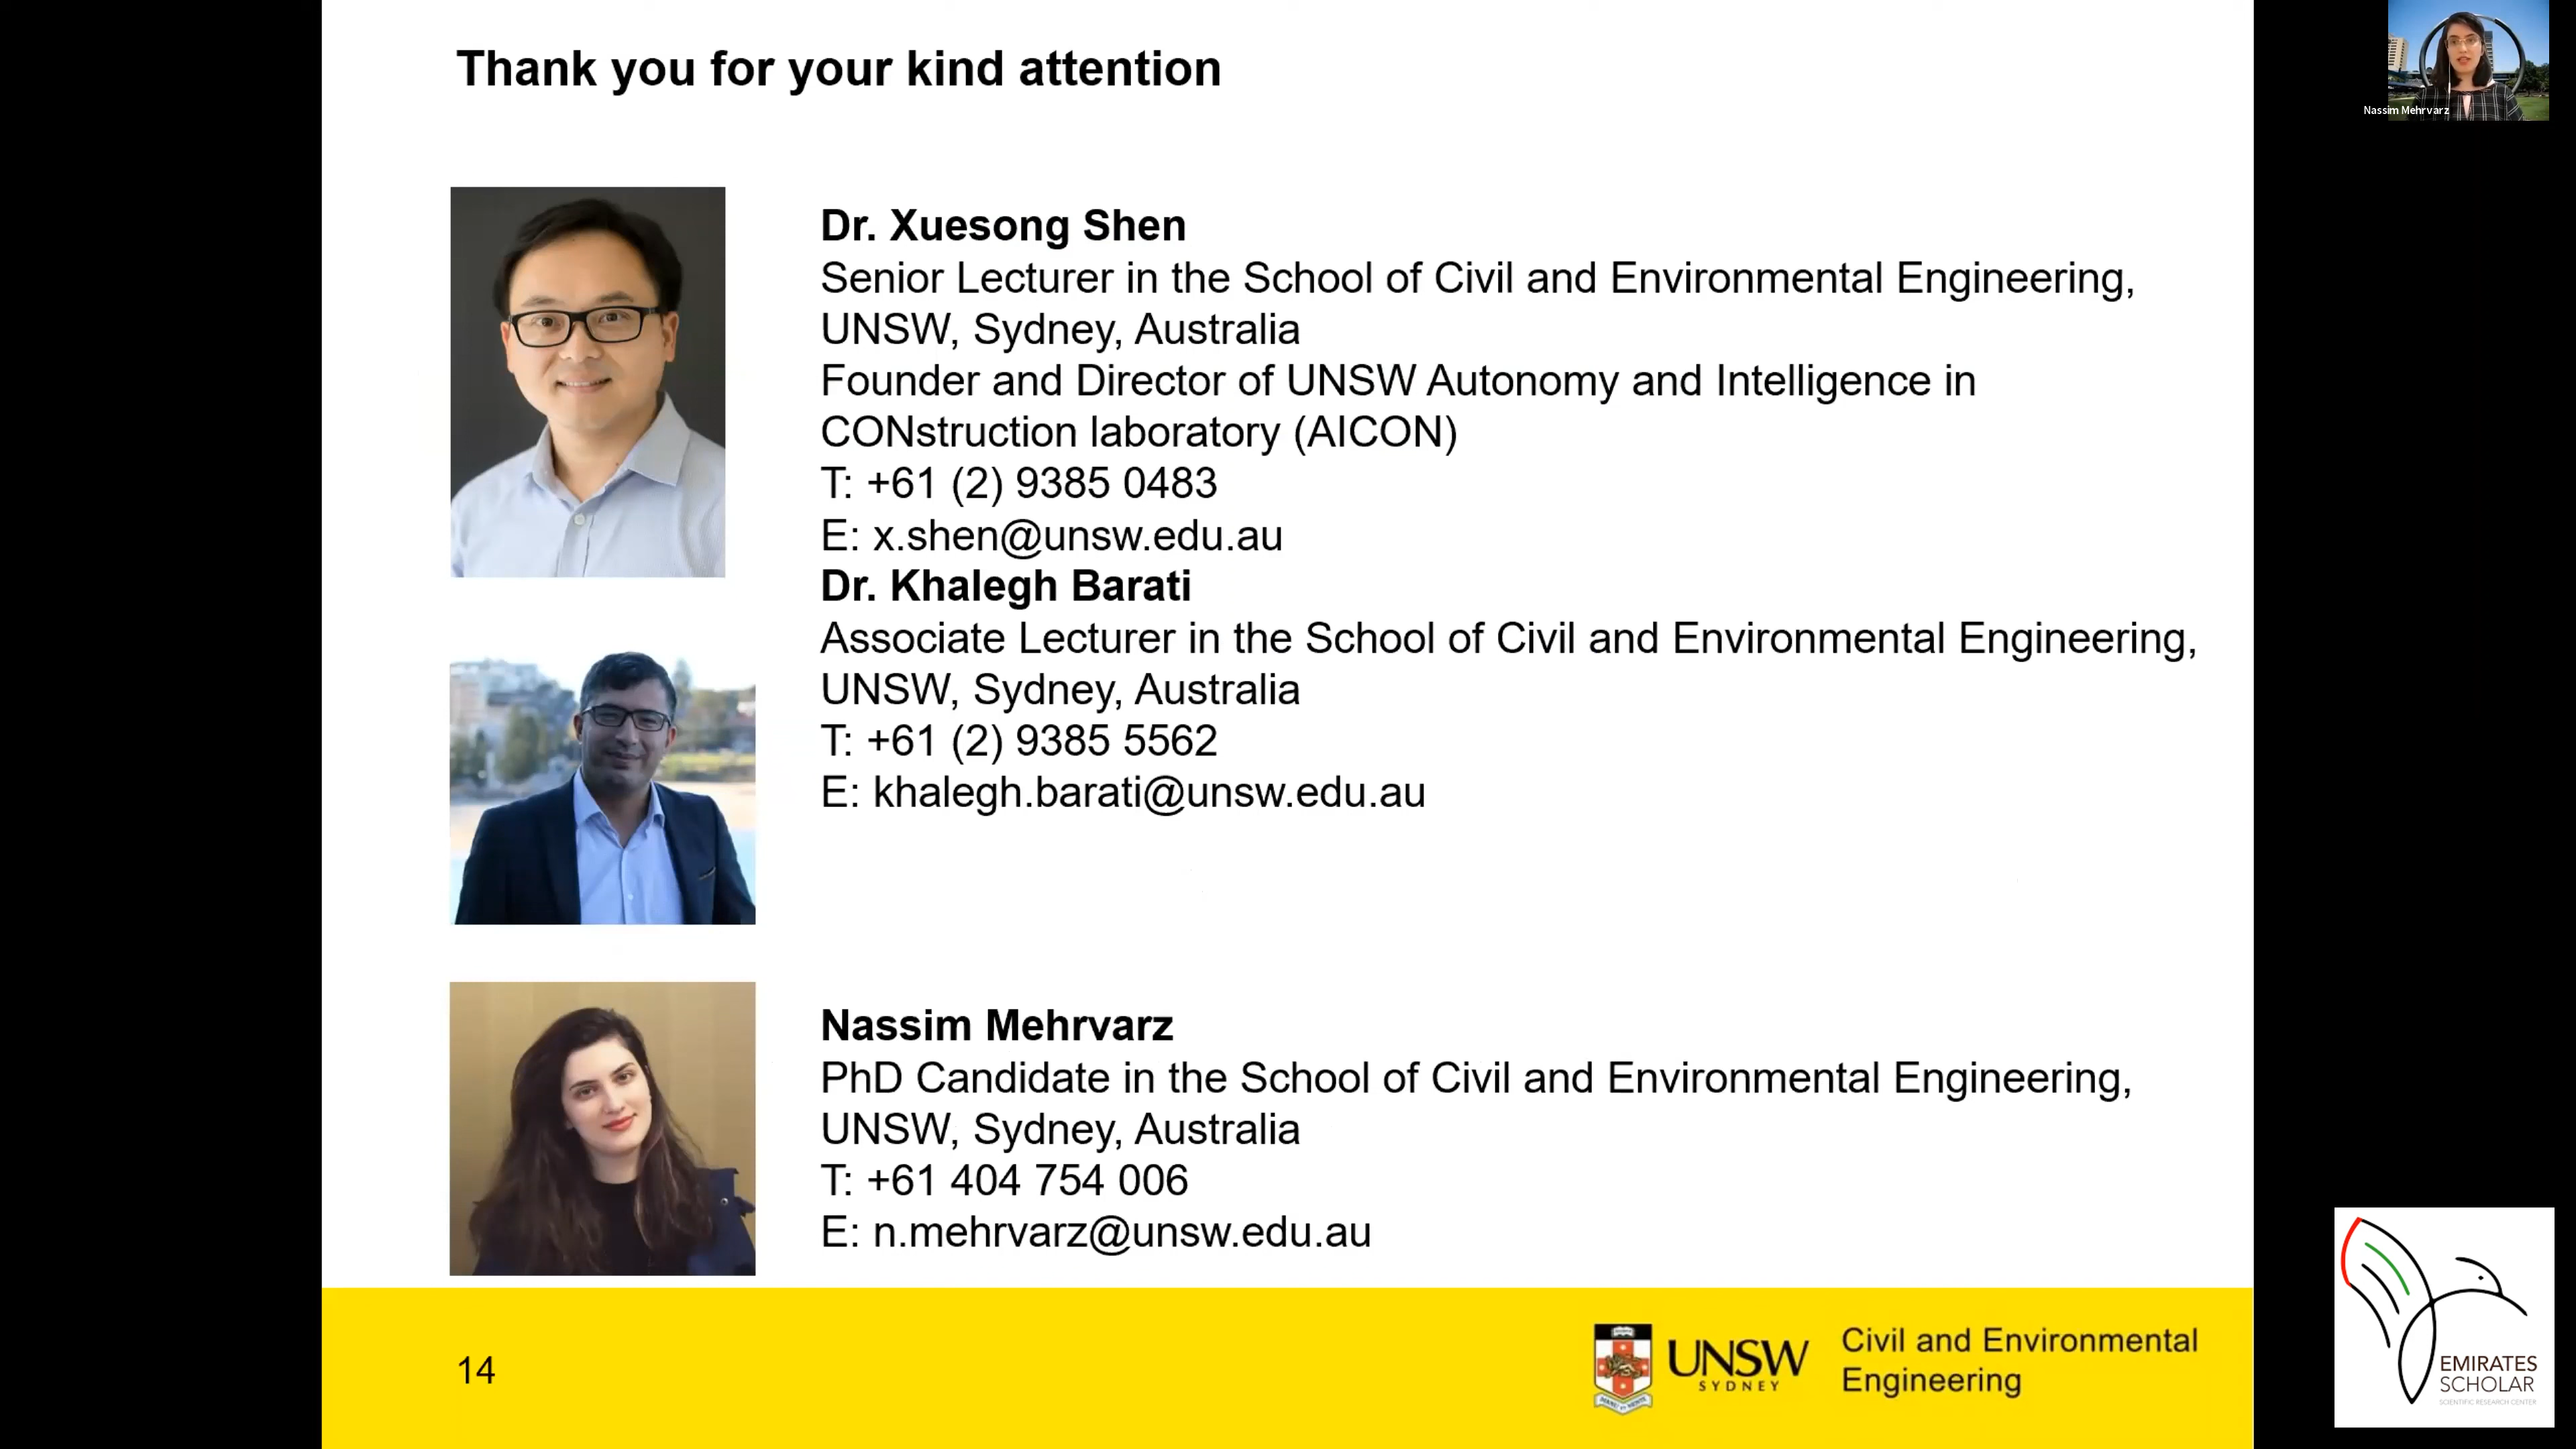 Thank you for your kind attention
Nassim Mehrvarz
Dr. Xuesong Shen
Senior Lecturer in the School of Civil and Environmental Engineering,
UNSW, Sydney, Australia
Founder and Director of UNSW Autonomy and Intelligence in
CONstruction laboratory (AICON)
T: +61 (2) 9385 0483
E: x.shen@unsw.edu.au
Dr. Khalegh Barati
Associate Lecturer in the School of Civil and Environmental Engineering,
UNSW, Sydney, Australia
T: +61 (2) 9385 5562
E: khalegh.barati@unsw.edu.au
Nassim Mehrvarz
PhD Candidate in the School of Civil and Environmental Engineering,
UNSW, Sydney, Australia
T: +61 404 754 006
E: n.mehrvarz@unsw.edu.au
14
UNSW
SYDNEY
Civil and Environmental
Engineering
EMIRATES
SCHOLAR
SCIENTIFIC RESEARCH CENTER